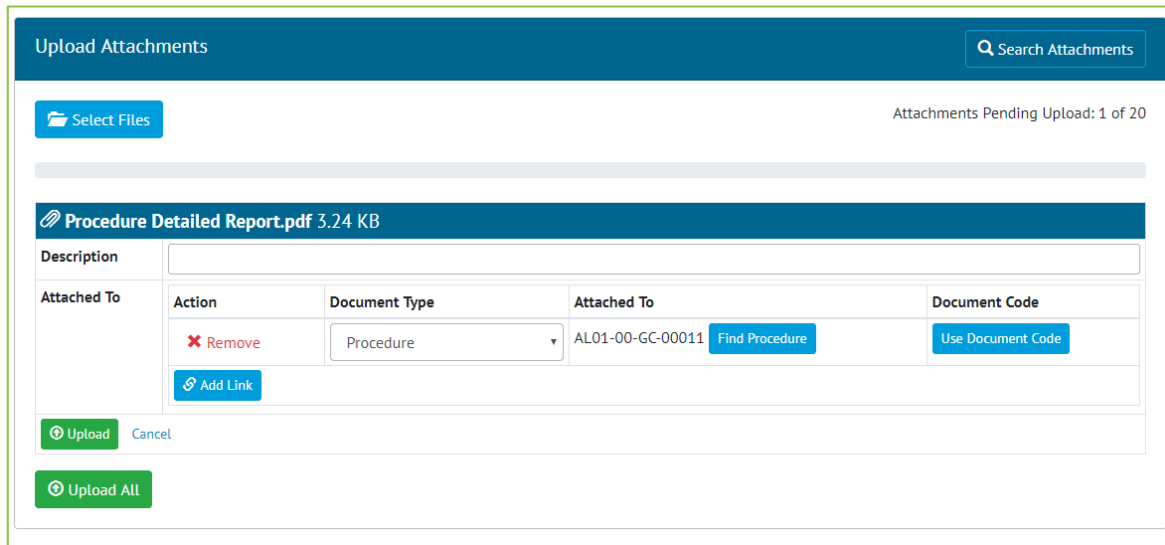 Upload Attachments
Search Attachments
Select Files
Attachments Pending Upload: 1 of 20
Procedure Detailed Report.pdf 3.24 KB
Description
Attached To
Action Document Type Attached To Document Code
Remove Procedure AL01-00-GC-00011 Find Procedure Use Document Code
Add Link
Upload Cancel
Upload All